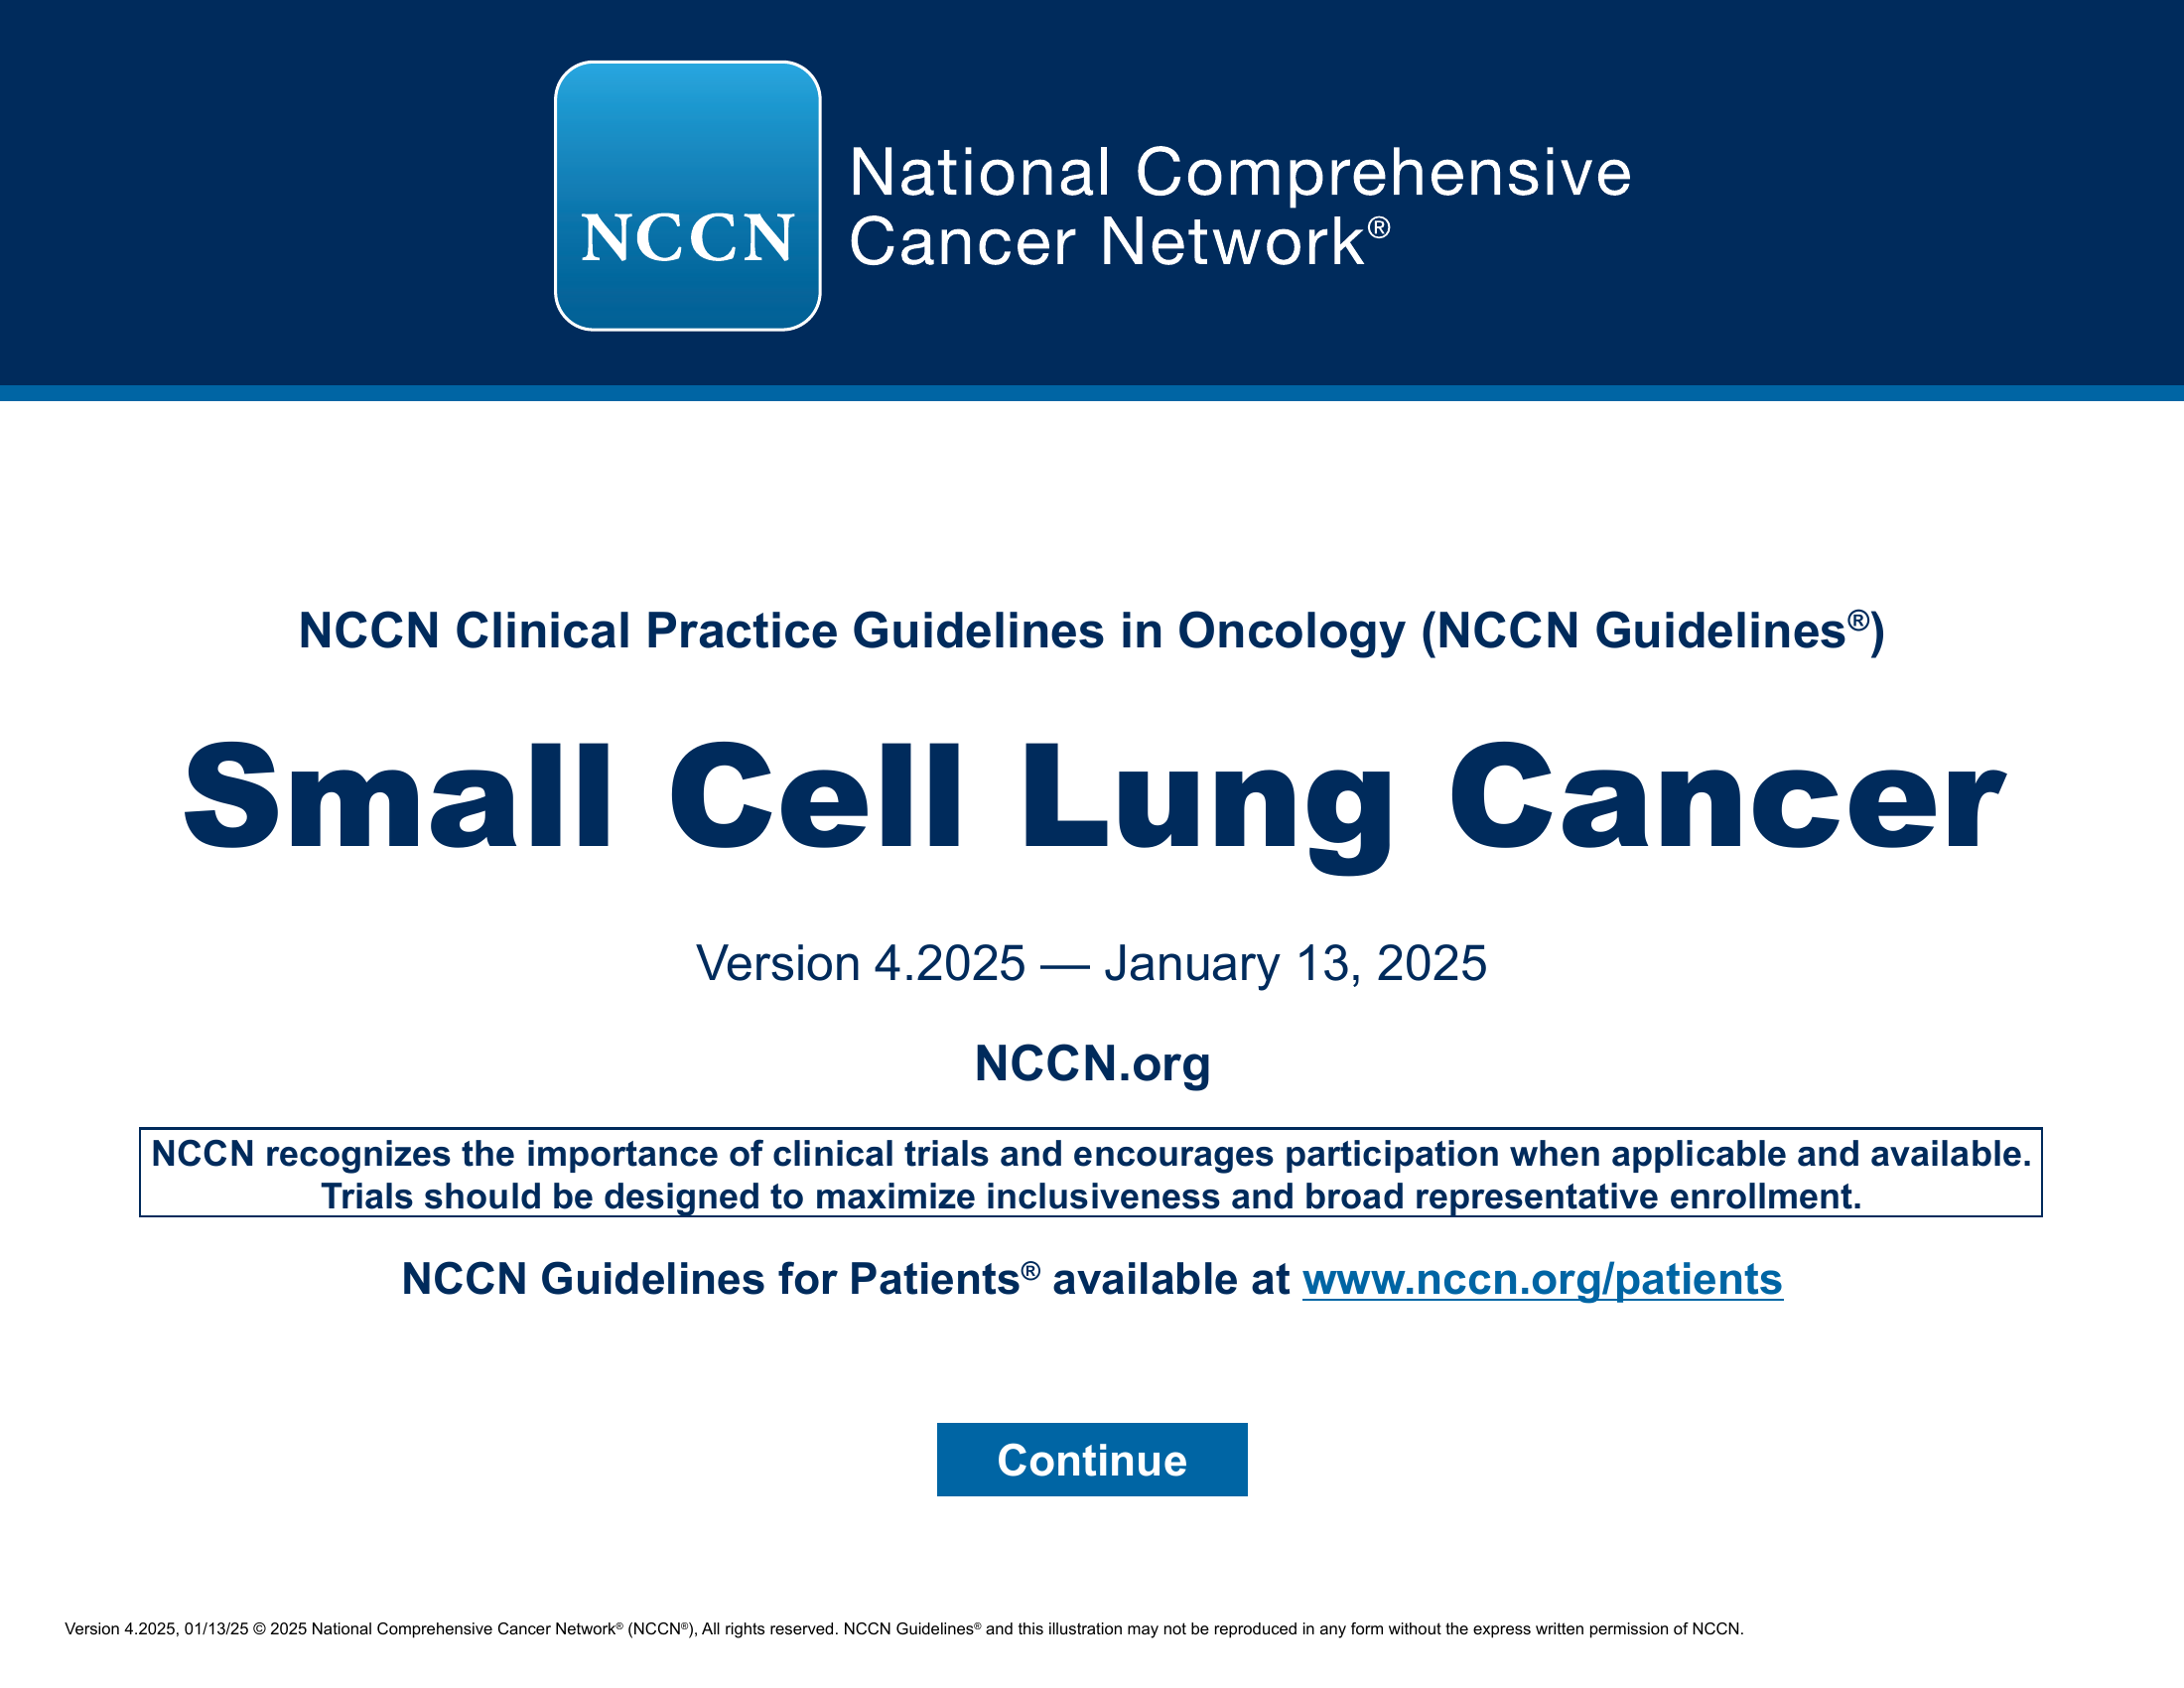 NCCN
National Comprehensive
Cancer Network®
NCCN Clinical Practice Guidelines in Oncology (NCCN Guidelines®)
Small Cell Lung Cancer
Version 4.2025 — January 13, 2025
NCCN.org
NCCN recognizes the importance of clinical trials and encourages participation when applicable and available.
Trials should be designed to maximize inclusiveness and broad representative enrollment.
NCCN Guidelines for Patients® available at www.nccn.org/patients
Continue
Version 4.2025, 01/13/25 © 2025 National Comprehensive Cancer Network® (NCCN®), All rights reserved. NCCN Guidelines® and this illustration may not be reproduced in any form without the express written permission of NCCN.